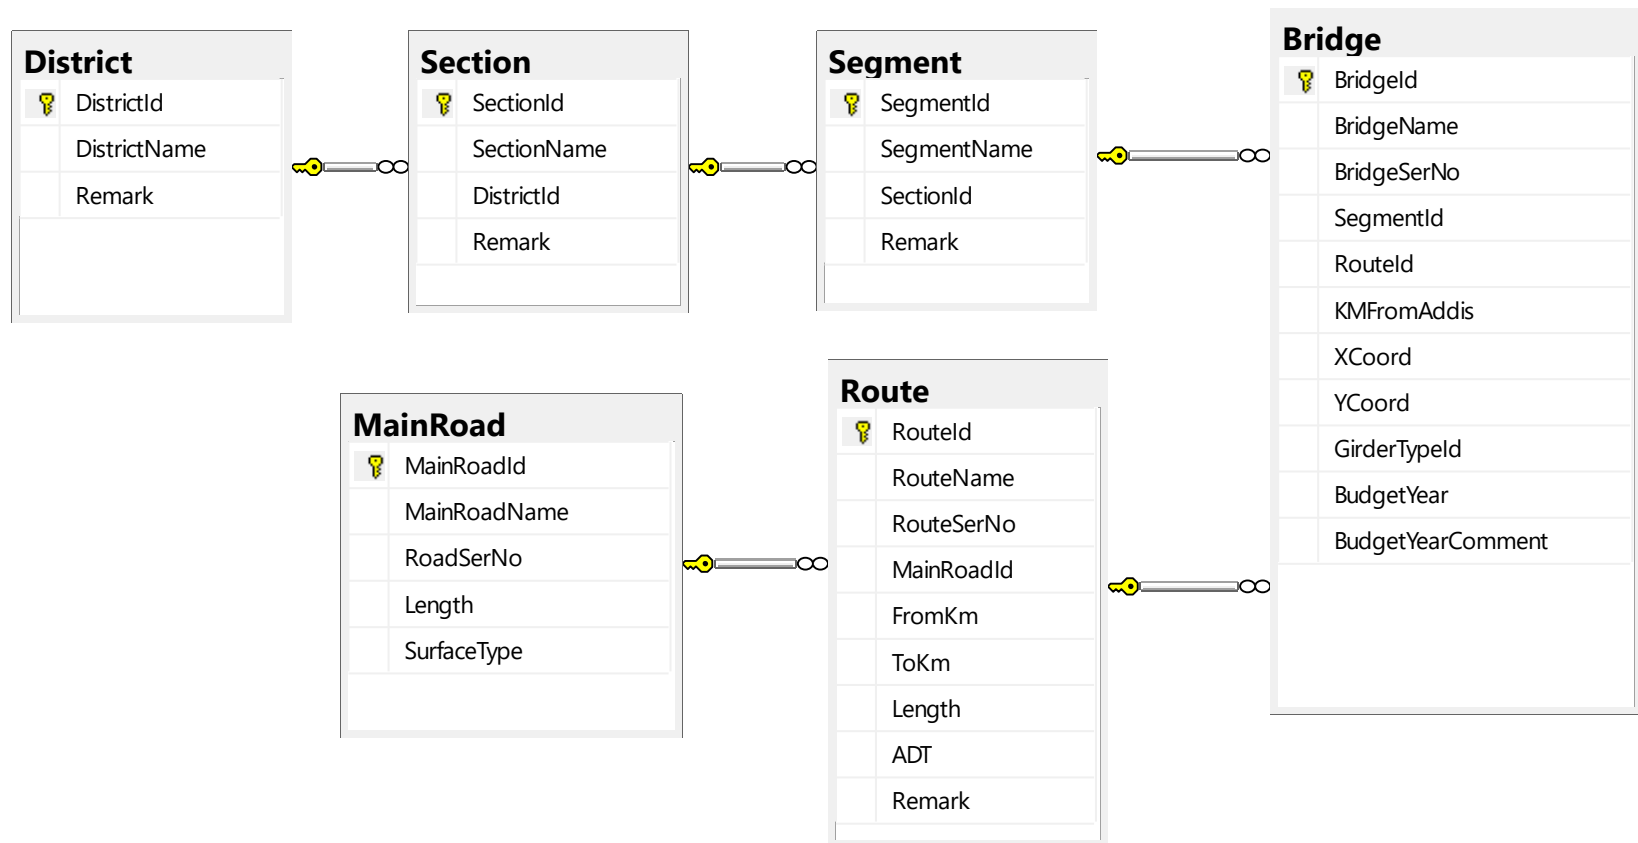 District
DistrictId
DistrictName
Remark
Section
SectionId
SectionName
DistrictId
Remark
Segment
SegmentId
SegmentName
SectionId
Remark
Bridge
BridgeId
BridgeName
BridgeSerNo
SegmentId
RouteId
KMFromAddis
XCoord
YCoord
GirderTypeId
BudgetYear
BudgetYearComment
MainRoad
MainRoadId
MainRoadName
RoadSerNo
Length
SurfaceType
Route
RouteId
RouteName
RouteSerNo
MainRoadId
FromKm
ToKm
Length
ADT
Remark